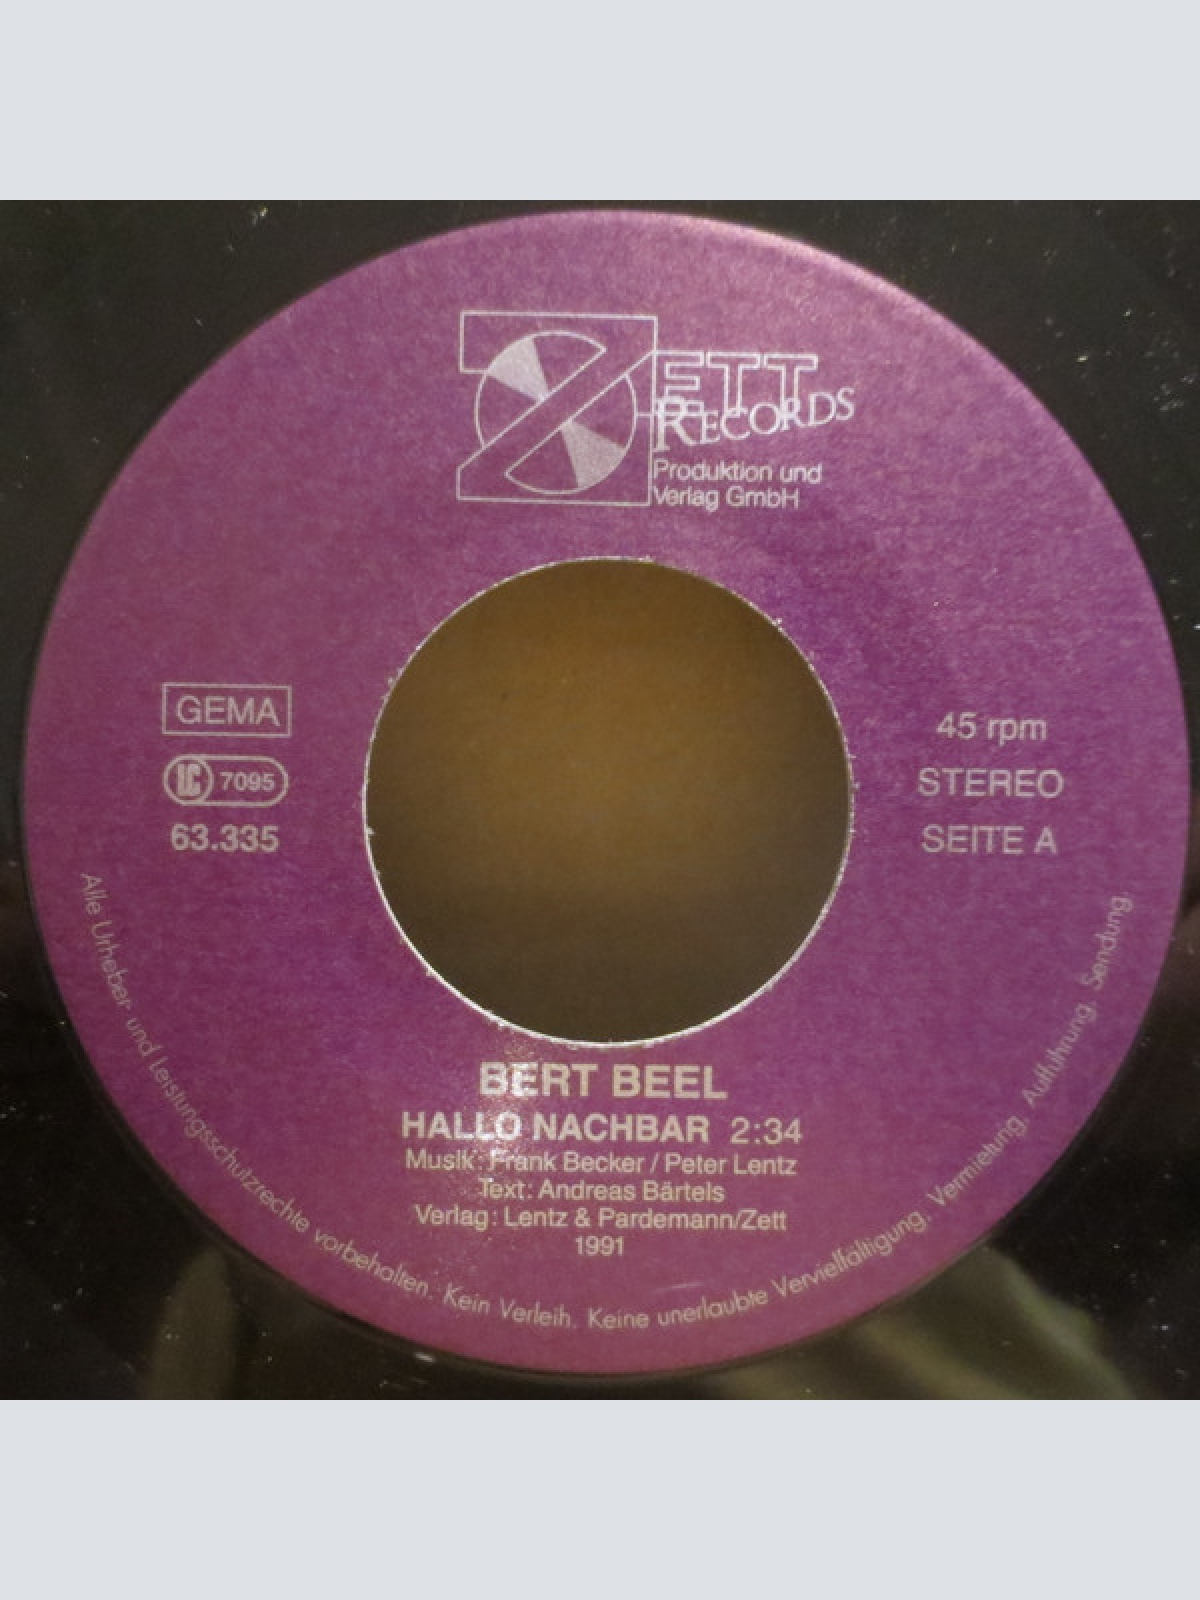 ZETT
RECORDS
Produktion und
Verlag GmbH
GEMA
LC 7095
63.335
45 rpm
STEREO
SEITE A
BERT BEEL
HALLO NACHBAR 2:34
Musik: Frank Becker / Peter Lentz
Text: Andreas Bärtels
Verlag: Lentz & Pardemann/Zett
1991
Alle Urheber und Leistungsschutzrechte vorbehalten. Kein Verleih. Keine unerlaubte Vervielfältigung, Vermietung, Aufführung, Sendung.